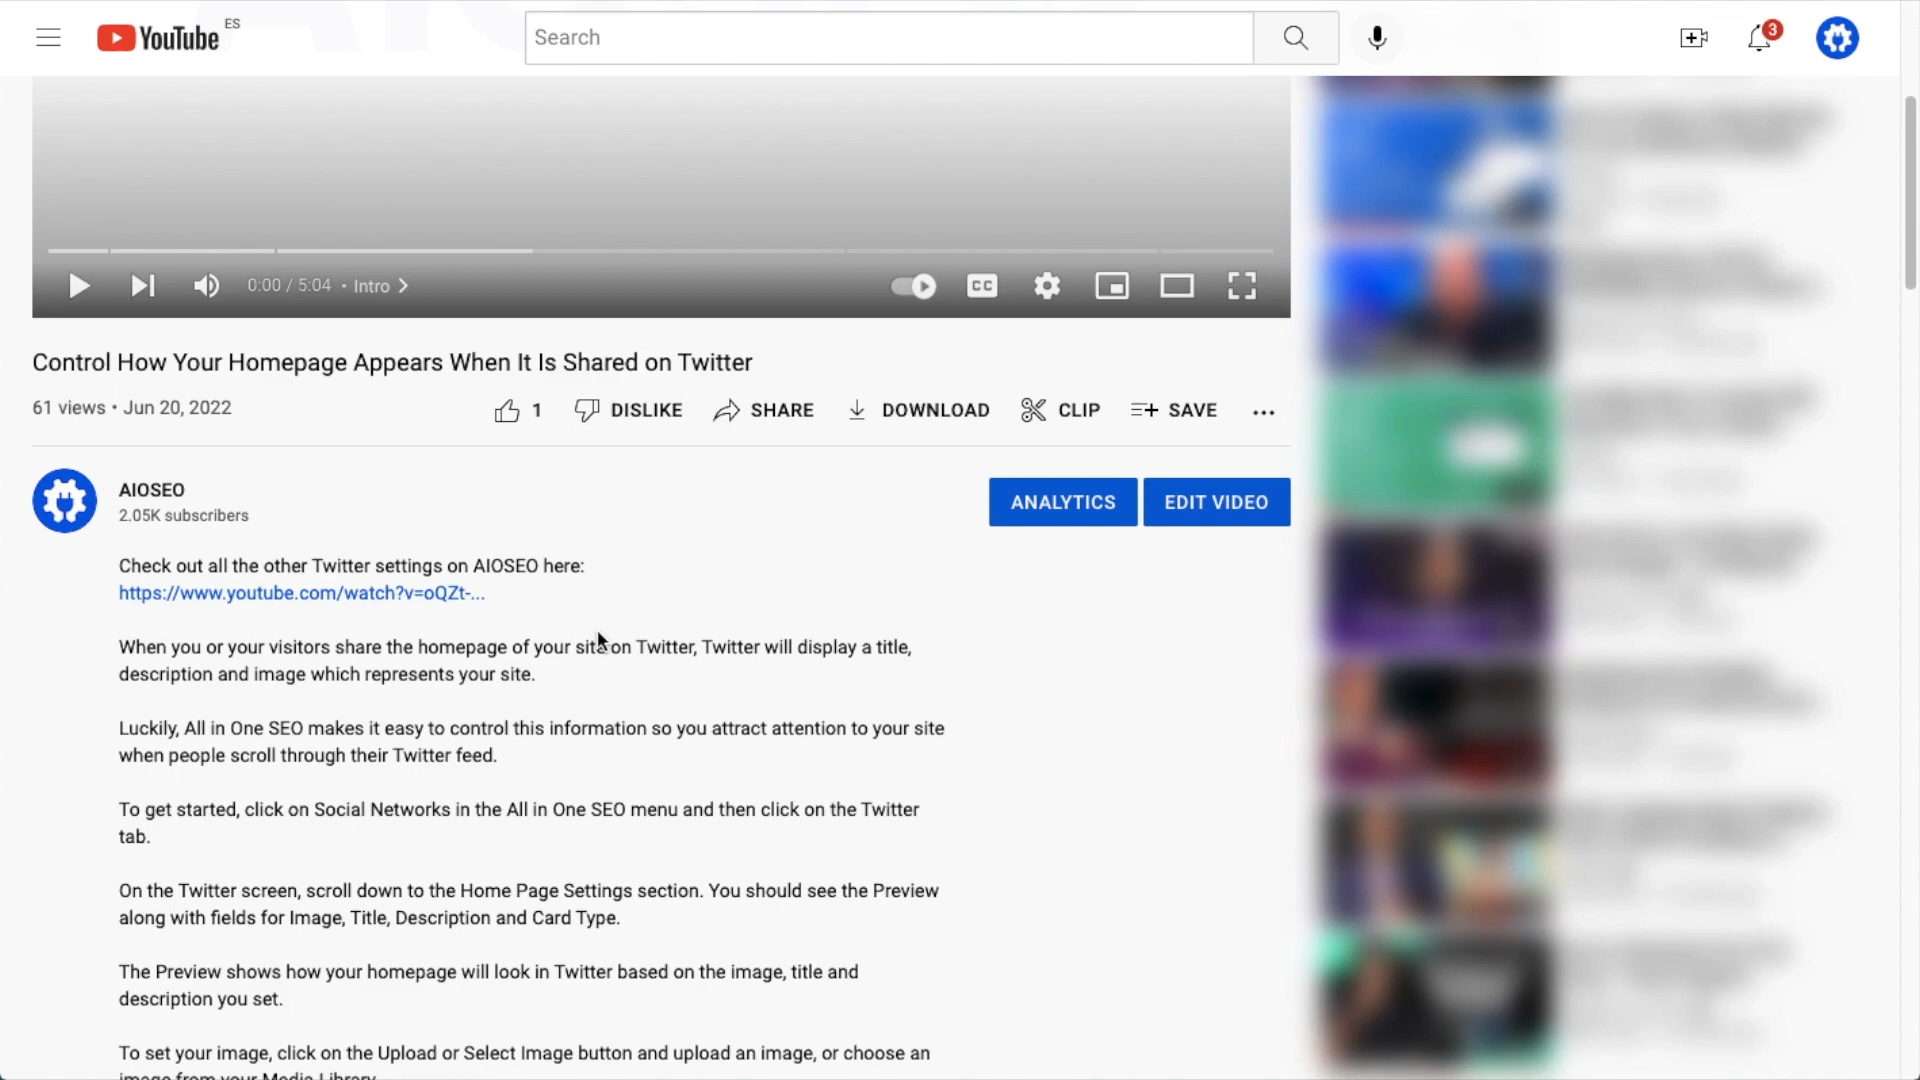 YouTube ES
Search
3
0:00 / 5:04 • Intro
CC
Control How Your Homepage Appears When It Is Shared on Twitter
61 views • Jun 20, 2022
1 DISLIKE SHARE DOWNLOAD CLIP SAVE ...
AIOSEO
2.05K subscribers
ANALYTICS EDIT VIDEO
Check out all the other Twitter settings on AIOSEO here:
https://www.youtube.com/watch?v=oQZt-...
When you or your visitors share the homepage of your site on Twitter, Twitter will display a title,
description and image which represents your site.
Luckily, All in One SEO makes it easy to control this information so you attract attention to your site
when people scroll through their Twitter feed.
To get started, click on Social Networks in the All in One SEO menu and then click on the Twitter
tab.
On the Twitter screen, scroll down to the Home Page Settings section. You should see the Preview
along with fields for Image, Title, Description and Card Type.
The Preview shows how your homepage will look in Twitter based on the image, title and
description you set.
To set your image, click on the Upload or Select Image button and upload an image, or choose an
image from your Media Library.